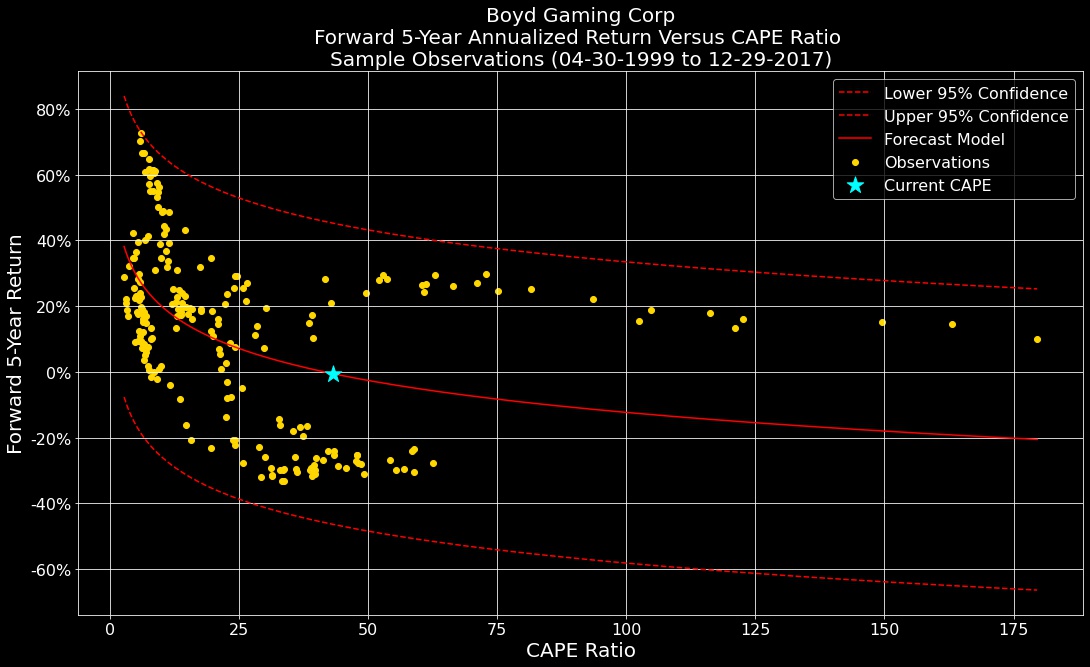 Boyd Gaming Corp
Forward 5-Year Annualized Return Versus CAPE Ratio
Sample Observations (04-30-1999 to 12-29-2017)
Lower 95% Confidence
Upper 95% Confidence
Forecast Model
Observations
Current CAPE
Forward 5-Year Return
80%
60%
40%
20%
0%
-20%
-40%
-60%
0 25 50 75 100 125 150 175
CAPE Ratio